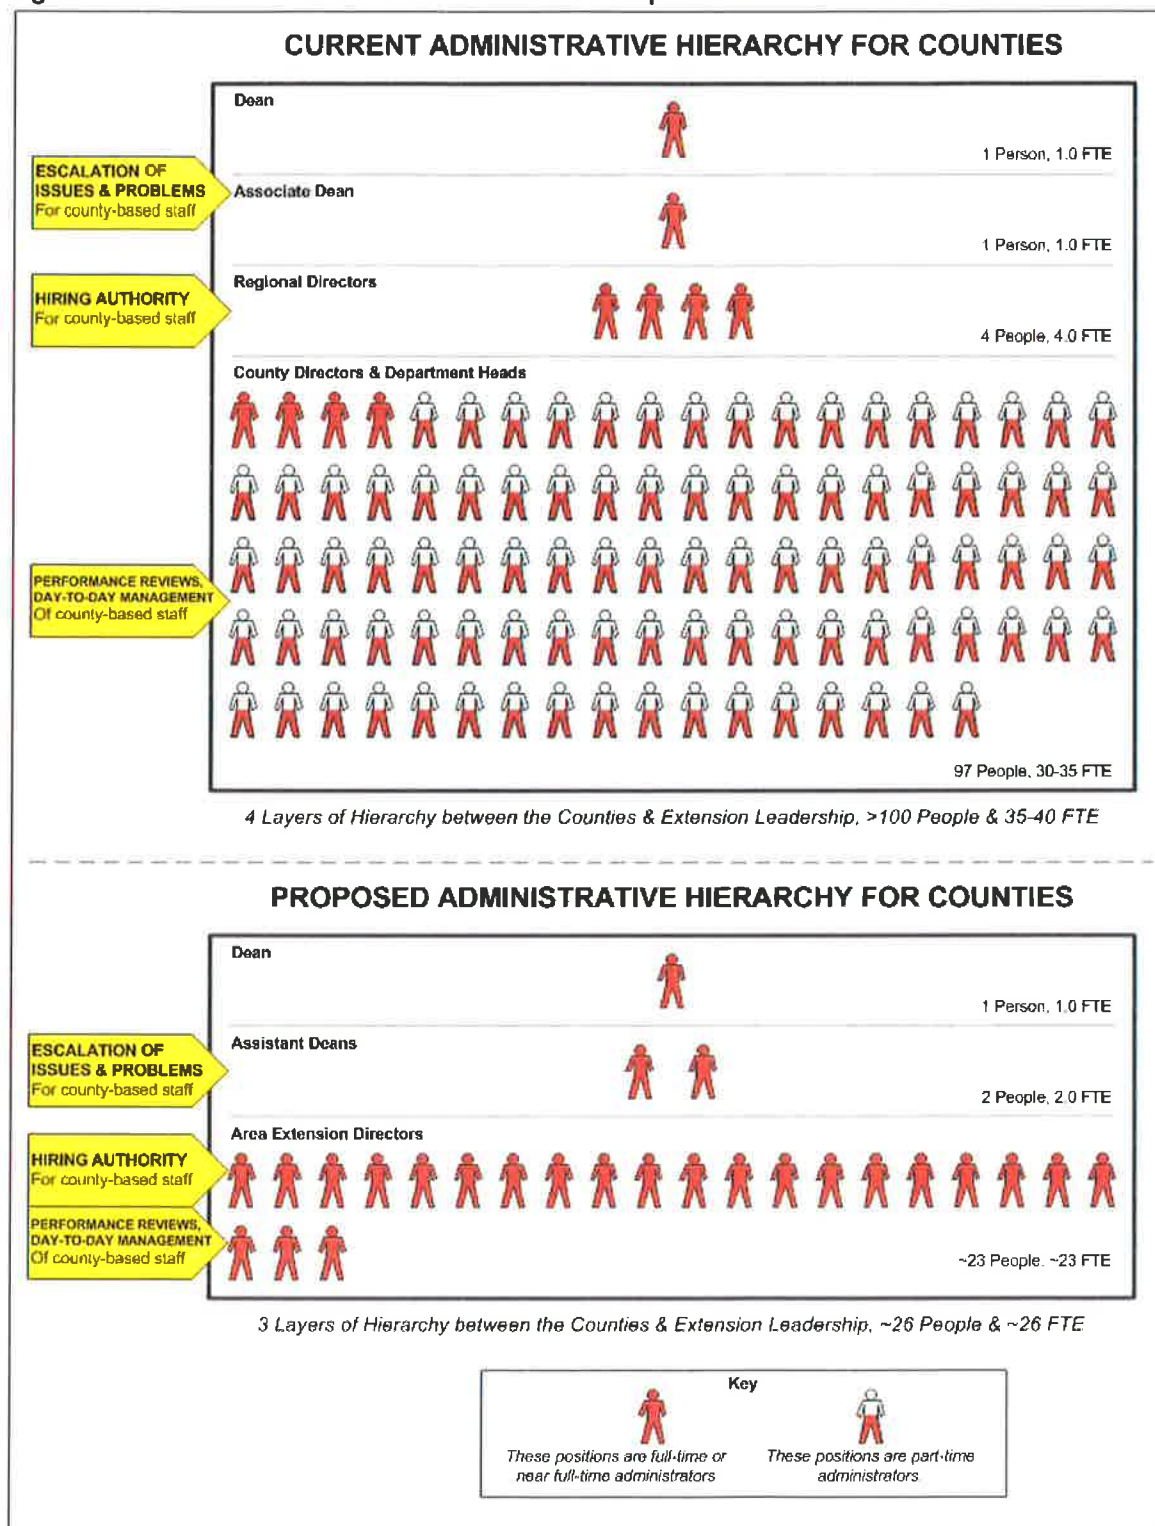 CURRENT ADMINISTRATIVE HIERARCHY FOR COUNTIES
Dean
1 Person, 1.0 FTE
ESCALATION OF
ISSUES & PROBLEMS
For county-based staff
Associate Dean
1 Person, 1.0 FTE
Regional Directors
HIRING AUTHORITY
For county-based staff
4 People, 4.0 FTE
County Directors & Department Heads
PERFORMANCE REVIEWS,
DAY-TO-DAY MANAGEMENT
Of county-based staff
97 People, 30-35 FTE
4 Layers of Hierarchy between the Counties & Extension Leadership, >100 People & 35-40 FTE
PROPOSED ADMINISTRATIVE HIERARCHY FOR COUNTIES
Dean
1 Person, 1.0 FTE
ESCALATION OF
ISSUES & PROBLEMS
For county-based staff
Assistant Deans
2 People, 2.0 FTE
Area Extension Directors
HIRING AUTHORITY
For county-based staff
PERFORMANCE REVIEWS,
DAY-TO-DAY MANAGEMENT
Of county-based staff
~23 People. ~23 FTE
3 Layers of Hierarchy between the Counties & Extension Leadership, ~26 People & ~26 FTE
Key
These positions are full-time or
near full-time administrators
These positions are part-time
administrators.